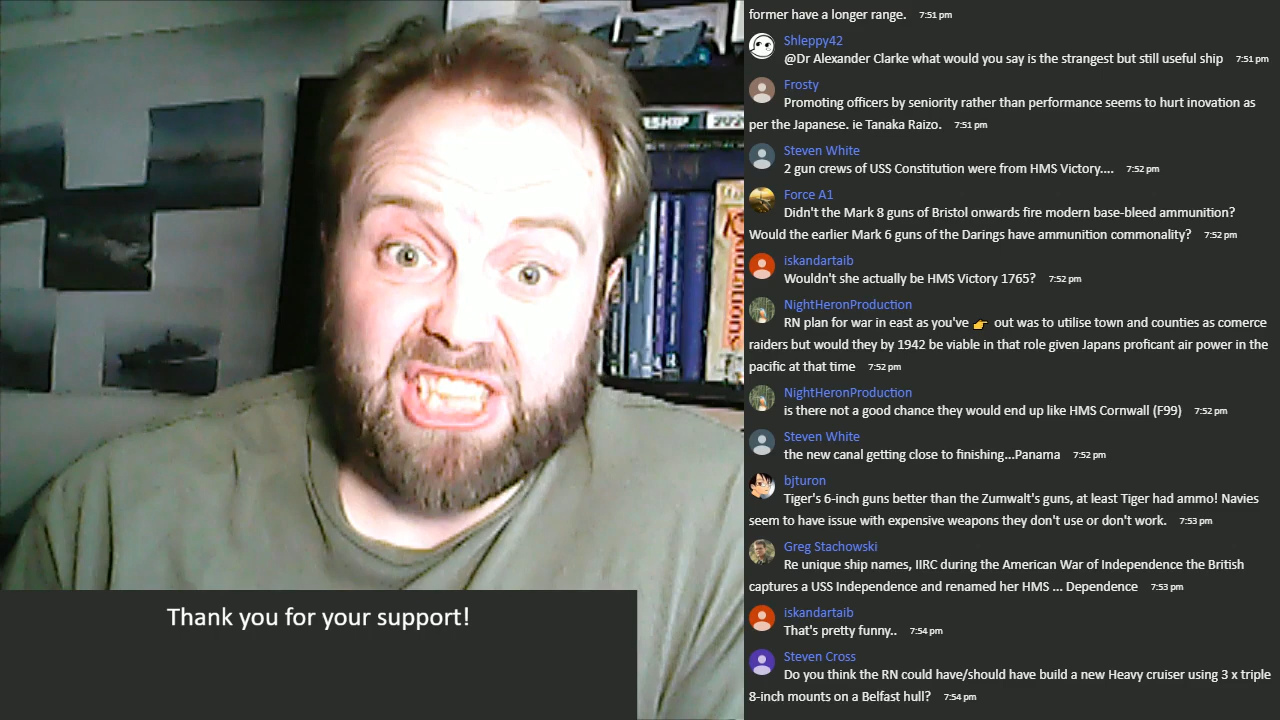 former have a longer range. 7:51 pm
Shleppy42
@Dr Alexander Clarke what would you say is the strangest but still useful ship 7:51 pm
Frosty
Promoting officers by seniority rather than performance seems to hurt inovation as
per the Japanese. ie Tanaka Raizo. 7:51 pm
Steven White
2 gun crews of USS Constitution were from HMS Victory.... 7:52 pm
Force A1
Didn't the Mark 8 guns of Bristol onwards fire modern base-bleed ammunition?
Would the earlier Mark 6 guns of the Darings have ammunition commonality? 7:52 pm
iskandartaib
Wouldn't she actually be HMS Victory 1765? 7:52 pm
NightHeronProduction
RN plan for war in east as you've 👉 out was to utilise town and counties as comerce
raiders but would they by 1942 be viable in that role given Japans proficant air power in the
pacific at that time 7:52 pm
NightHeronProduction
is there not a good chance they would end up like HMS Cornwall (F99) 7:52 pm
Steven White
the new canal getting close to finishing...Panama 7:52 pm
bjturon
Tiger's 6-inch guns better than the Zumwalt's guns, at least Tiger had ammo! Navies
seem to have issue with expensive weapons they don't use or don't work. 7:53 pm
Greg Stachowski
Re unique ship names, IIRC during the American War of Independence the British
captures a USS Independence and renamed her HMS ... Dependence 7:53 pm
iskandartaib
That's pretty funny.. 7:54 pm
Steven Cross
Do you think the RN could have/should have build a new Heavy cruiser using 3 x triple
8-inch mounts on a Belfast hull? 7:54 pm
Thank you for your support!